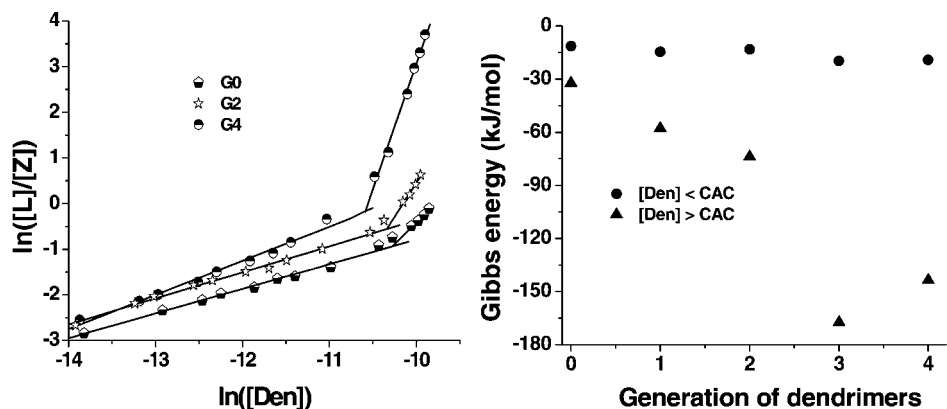 4
3
2
1
0
-1
-2
-3
ln([L]/[Z])
G0
G2
G4
-14 -13 -12 -11 -10
ln([Den])
0
-30
-60
-90
-120
-150
-180
Gibbs energy (kJ/mol)
[Den] < CAC
[Den] > CAC
0 1 2 3 4
Generation of dendrimers